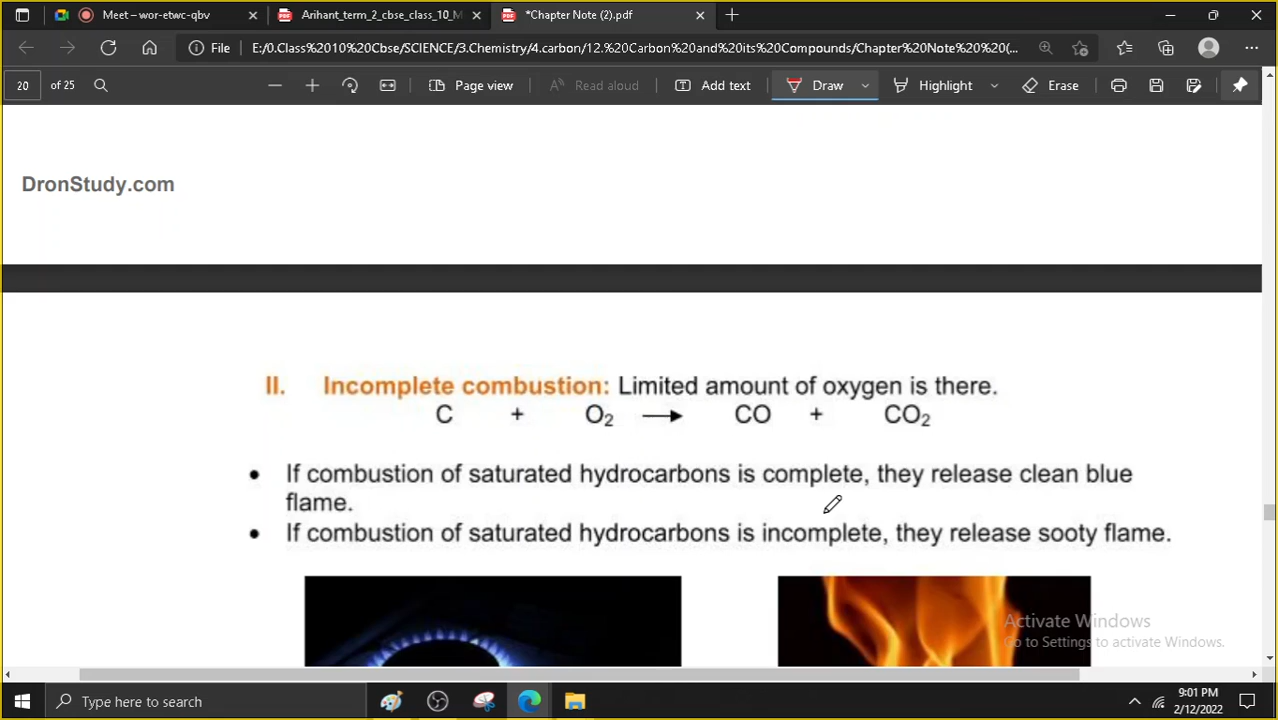 Meet – wor-etwc-qbv
Arihant_term_2_cbse_class_10_M
*Chapter Note (2).pdf
File
E:/0.Class%2010%20Cbse/SCIENCE/3.Chemistry/4.carbon/12.%20Carbon%20and%20its%20Compounds/Chapter%20Note%20%20(...
20 of 25
Page view
Read aloud
Add text
Draw
Highlight
Erase
DronStudy.com
II. Incomplete combustion: Limited amount of oxygen is there.
C + O₂ ⟶ CO + CO₂
• If combustion of saturated hydrocarbons is complete, they release clean blue
flame.
• If combustion of saturated hydrocarbons is incomplete, they release sooty flame.
Activate Windows
Go to Settings to activate Windows.
Type here to search
9:01 PM
2/12/2022